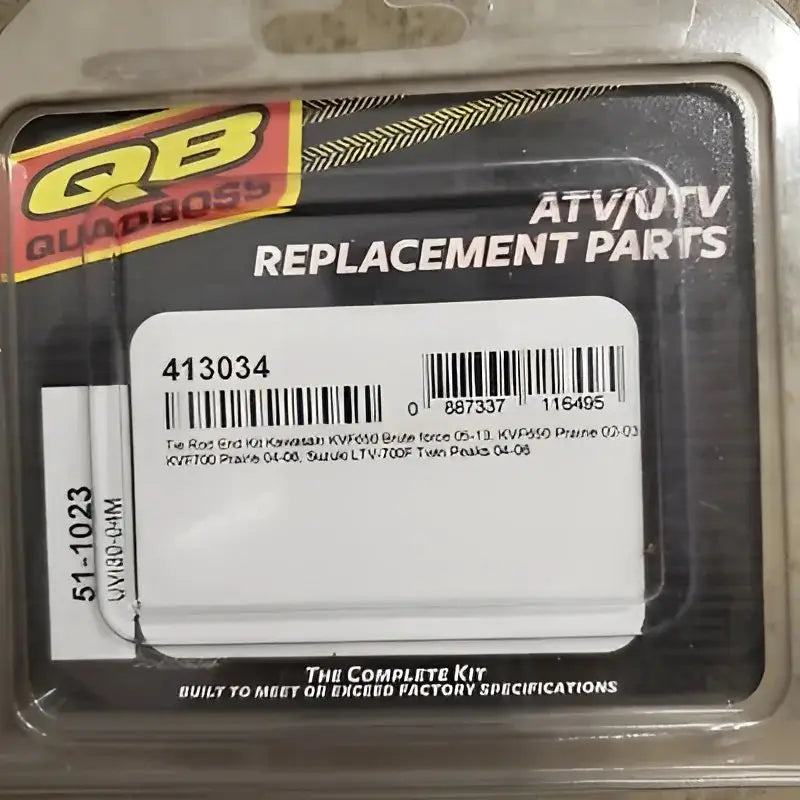 QB
QUADBOSS
ATV/UTV
REPLACEMENT PARTS
413034
0 887337 116495
Tie Rod End Kit Kawasaki KVF650 Brute force 05-13, KVF650 Prairie 02-03
KVF700 Prairie 04-06, Suzuki LTV-700F Twin Peaks 04-06
51-1023
THE COMPLETE KIT
BUILT TO MEET OR EXCEED FACTORY SPECIFICATIONS